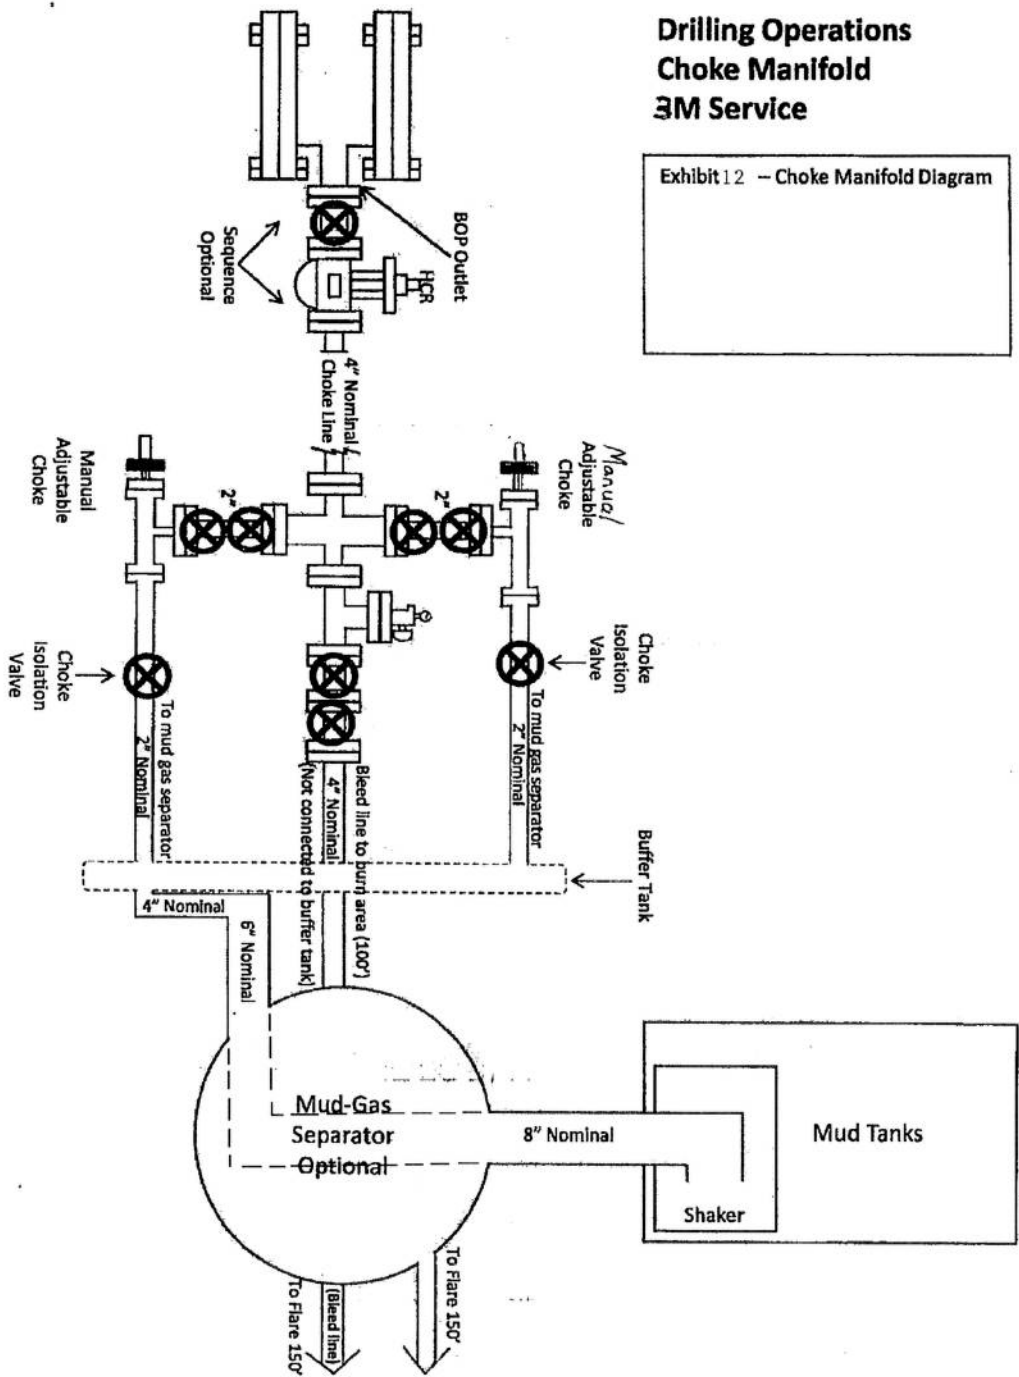 Drilling Operations
Choke Manifold
3M Service
Exhibit 12 – Choke Manifold Diagram
BOP Outlet
HCR
Sequence
Optional
4" Nominal
Choke Line
Manual
Adjustable
Choke
2"
2"
Manual
Adjustable
Choke
Choke
Isolation
Valve
Choke
Isolation
Valve
To mud gas separator
2" Nominal
Bleed line to burn area (100')
4" Nominal
(Not connected to buffer tank)
To mud gas separator
2" Nominal
Buffer Tank
4" Nominal
6" Nominal
Mud-Gas
Separator
Optional
8" Nominal
Mud Tanks
Shaker
To Flare 150'
(Bleed line)
To Flare 150'